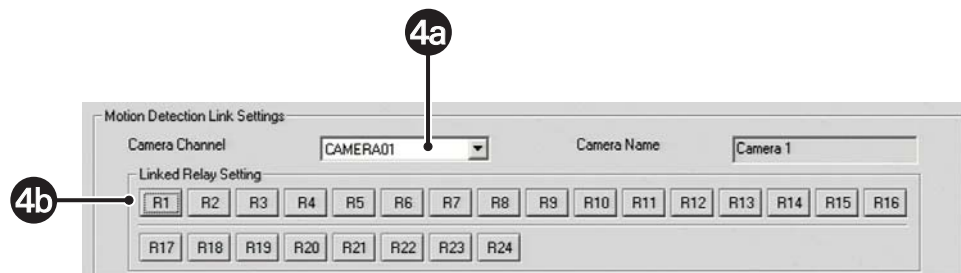 4a
Motion Detection Link Settings
Camera Channel CAMERA01 Camera Name Camera 1
Linked Relay Setting
4b
R1 R2 R3 R4 R5 R6 R7 R8 R9 R10 R11 R12 R13 R14 R15 R16
R17 R18 R19 R20 R21 R22 R23 R24